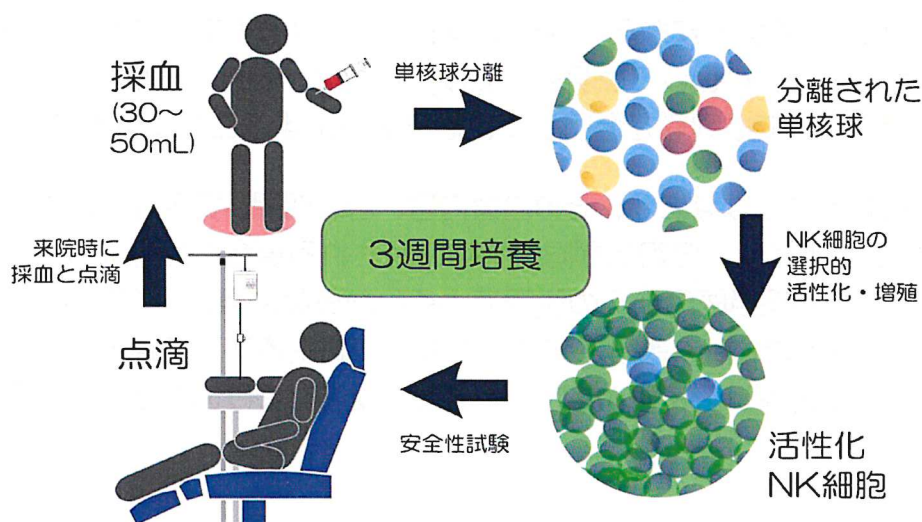 採血
(30～
50mL)
単核球分離
分離された
単核球
来院時に
採血と点滴
3週間培養
NK細胞の
選択的
活性化・増殖
点滴
安全性試験
活性化
NK細胞